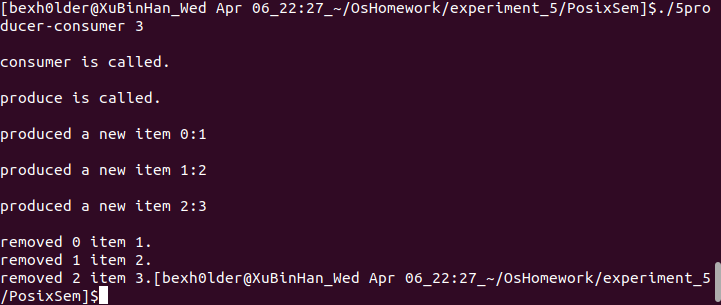 [bexh0lder@XuBinHan_Wed Apr 06_22:27_~/OsHomework/experiment_5/PosixSem]$./5pro
ducer-consumer 3
consumer is called.
produce is called.
produced a new item 0:1
produced a new item 1:2
produced a new item 2:3
removed 0 item 1.
removed 1 item 2.
removed 2 item 3.[bexh0lder@XuBinHan_Wed Apr 06_22:27_~/OsHomework/experiment_5
/PosixSem]$